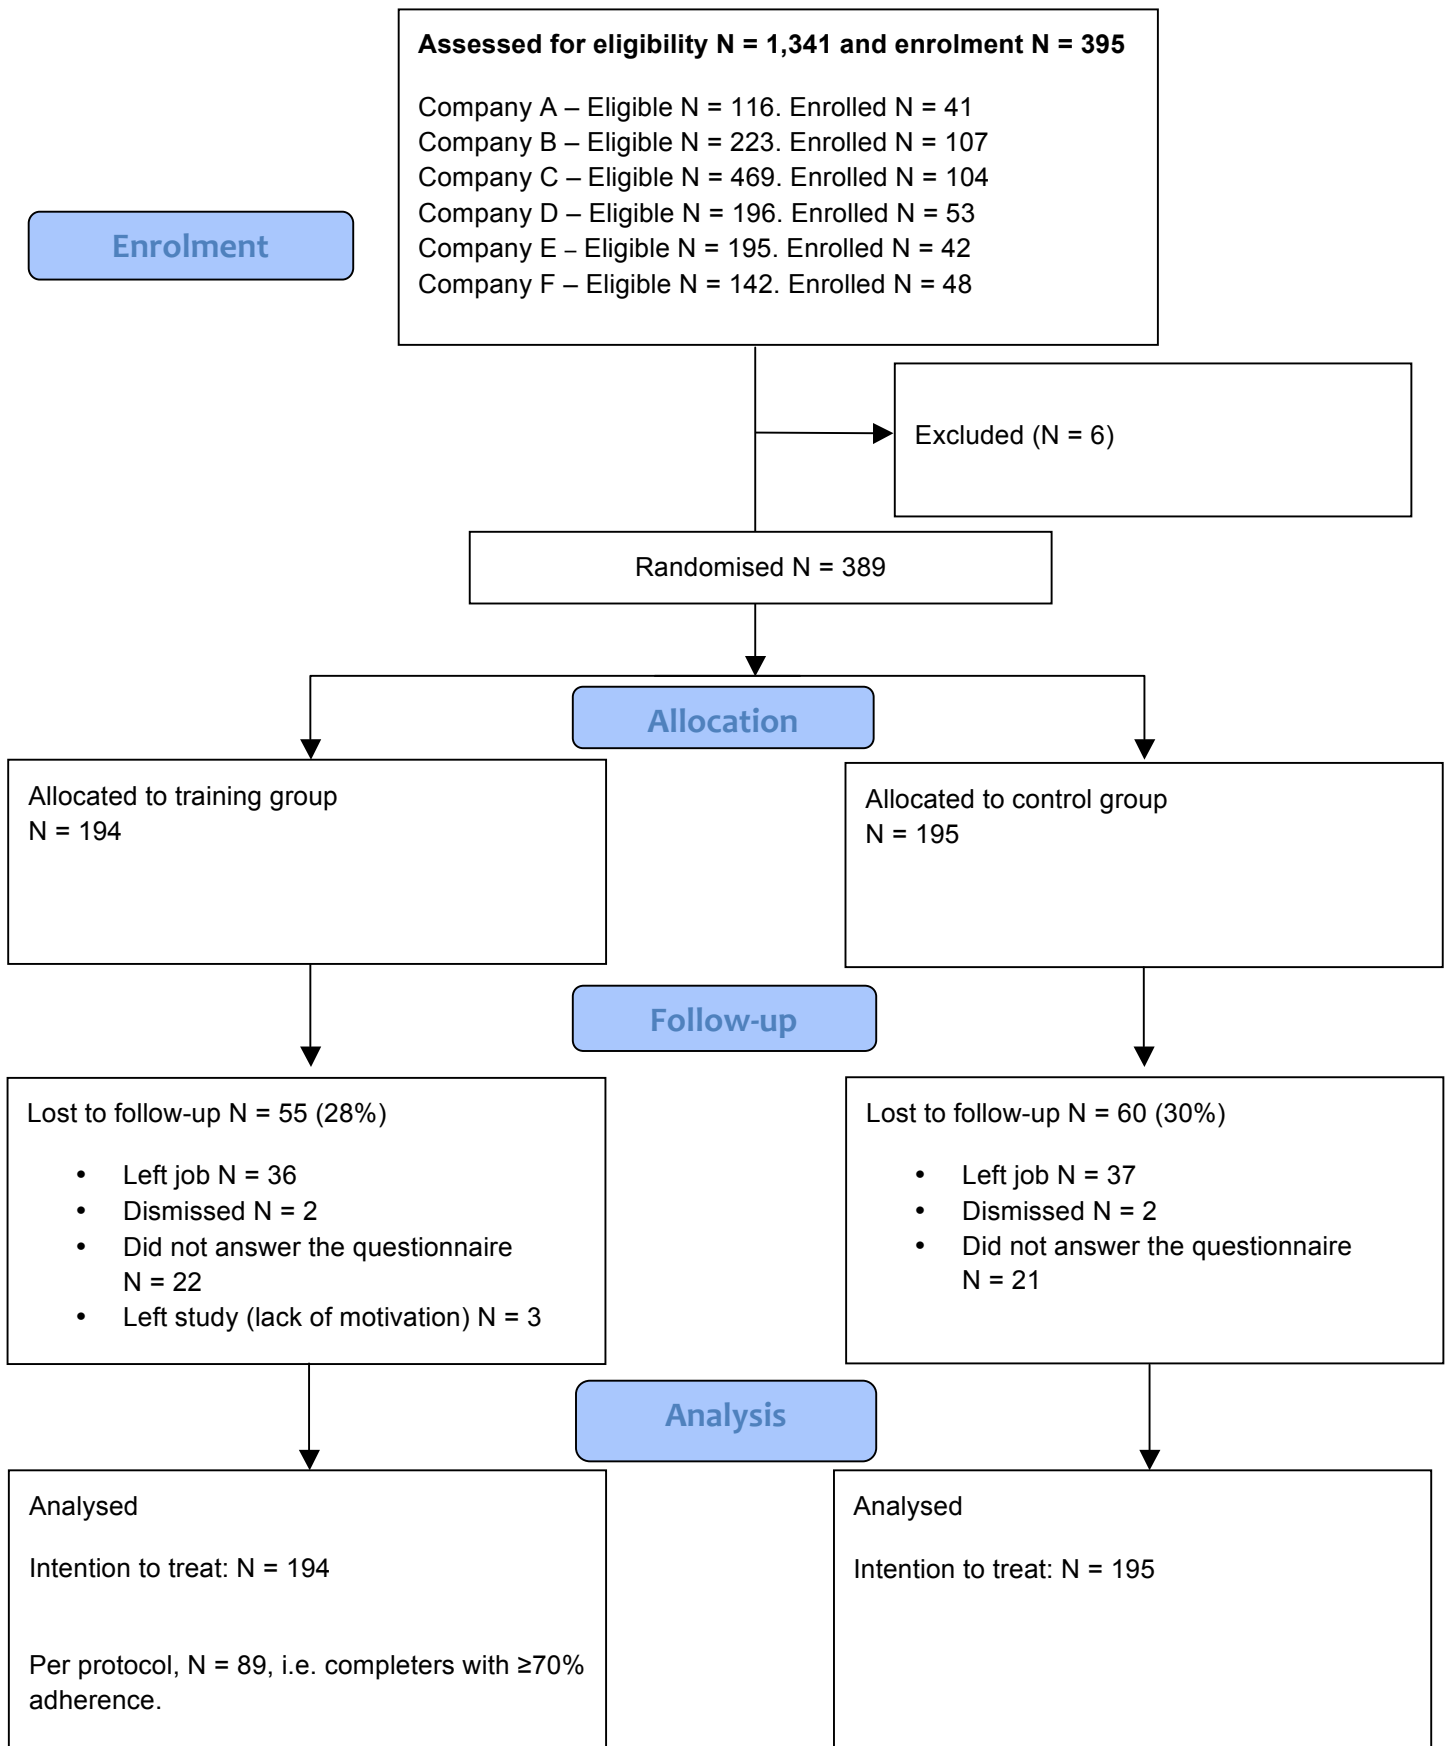 Assessed for eligibility N = 1,341 and enrolment N = 395
Company A – Eligible N = 116. Enrolled N = 41
Company B – Eligible N = 223. Enrolled N = 107
Company C – Eligible N = 469. Enrolled N = 104
Company D – Eligible N = 196. Enrolled N = 53
Company E – Eligible N = 195. Enrolled N = 42
Company F – Eligible N = 142. Enrolled N = 48
Enrolment
Excluded (N = 6)
Randomised N = 389
Allocation
Allocated to training group
N = 194
Allocated to control group
N = 195
Follow-up
Lost to follow-up N = 55 (28%)
• Left job N = 36
• Dismissed N = 2
• Did not answer the questionnaire
N = 22
• Left study (lack of motivation) N = 3
Lost to follow-up N = 60 (30%)
• Left job N = 37
• Dismissed N = 2
• Did not answer the questionnaire
N = 21
Analysis
Analysed
Intention to treat: N = 194
Per protocol, N = 89, i.e. completers with ≥70%
adherence.
Analysed
Intention to treat: N = 195